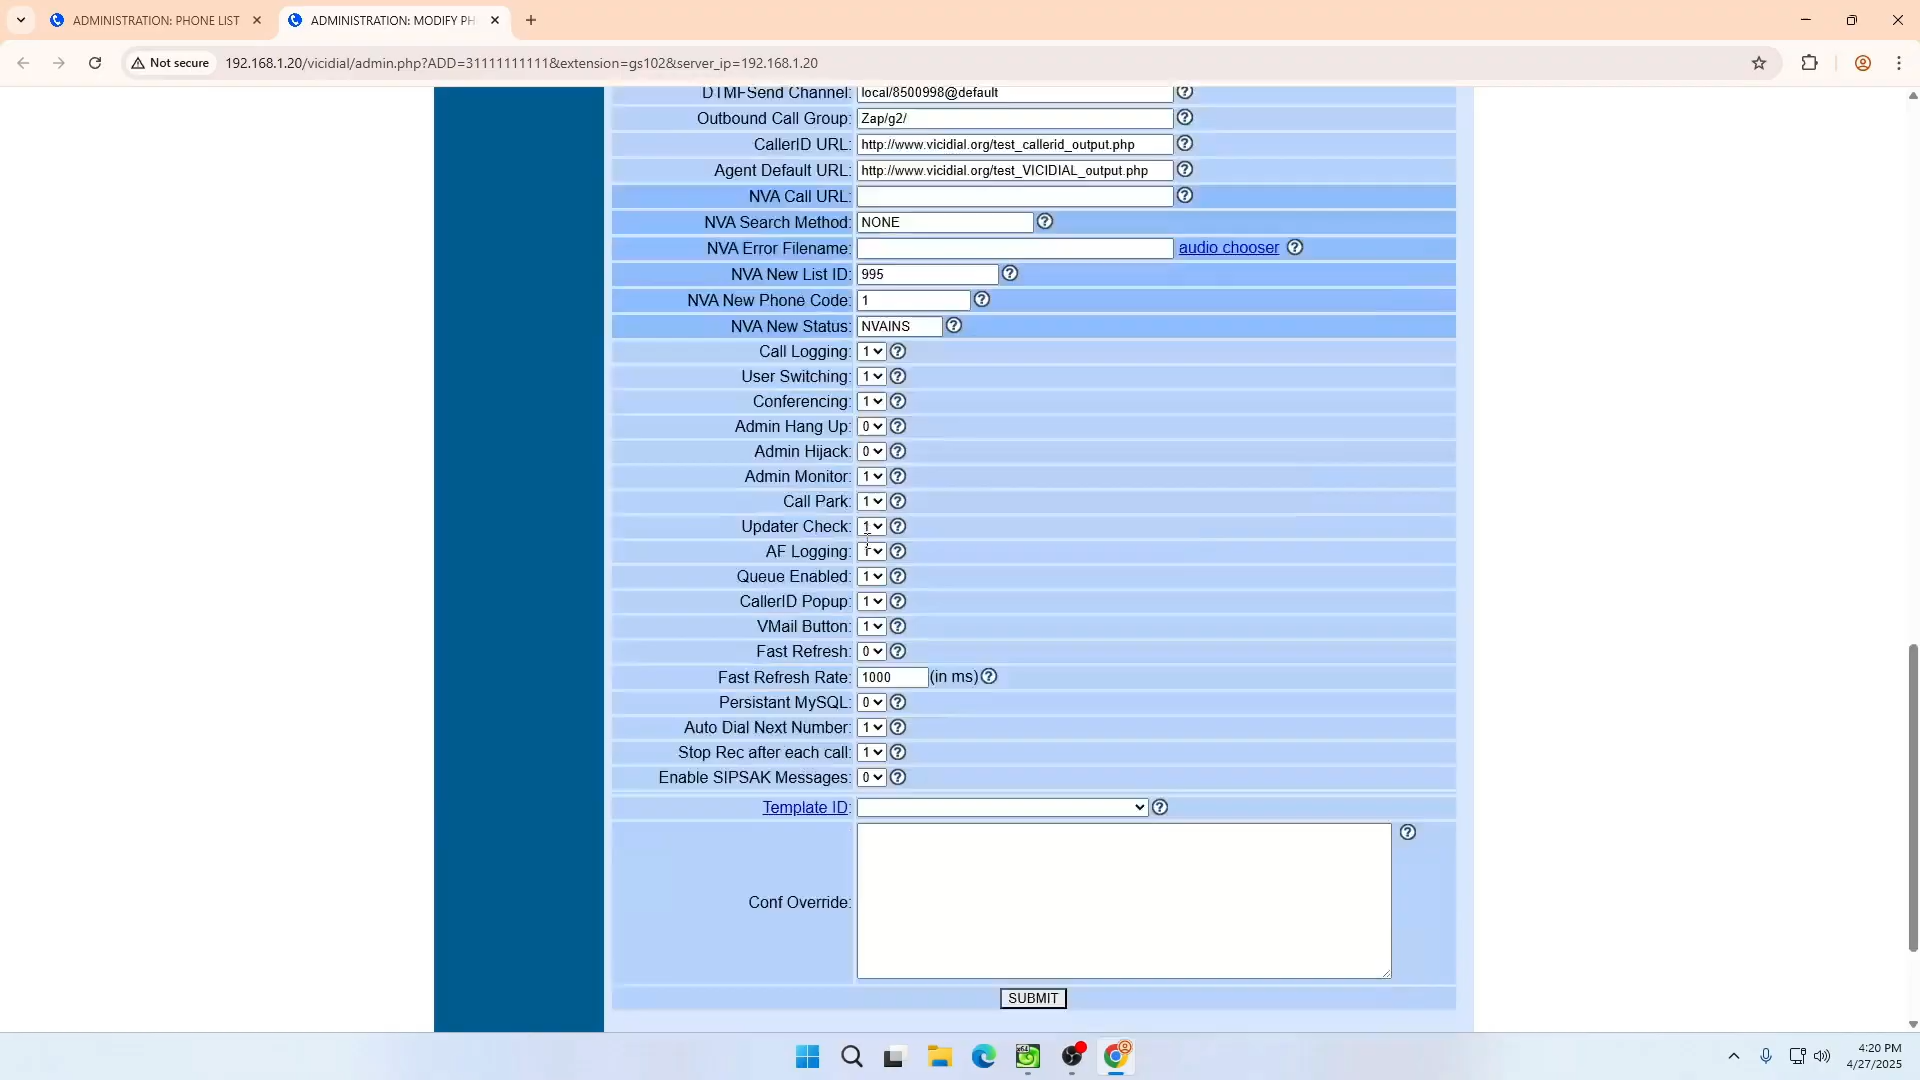 ADMINISTRATION: PHONE LIST
ADMINISTRATION: MODIFY PH
Not secure
192.168.1.20/vicidial/admin.php?ADD=31111111111&extension=gs102&server_ip=192.168.1.20
DTMFSend Channel: local/8500998@default
Outbound Call Group: Zap/g2/
CallerID URL: http://www.vicidial.org/test_callerid_output.php
Agent Default URL: http://www.vicidial.org/test_VICIDIAL_output.php
NVA Call URL:
NVA Search Method: NONE
NVA Error Filename: audio chooser
NVA New List ID: 995
NVA New Phone Code: 1
NVA New Status: NVAINS
Call Logging: 1
User Switching: 1
Conferencing: 1
Admin Hang Up: 0
Admin Hijack: 0
Admin Monitor: 1
Call Park: 1
Updater Check: 1
AF Logging: 1
Queue Enabled: 1
CallerID Popup: 1
VMail Button: 1
Fast Refresh: 0
Fast Refresh Rate: 1000 (in ms)
Persistant MySQL: 0
Auto Dial Next Number: 1
Stop Rec after each call: 1
Enable SIPSAK Messages: 0
Template ID:
Conf Override:
SUBMIT
x64
4:20 PM
4/27/2025